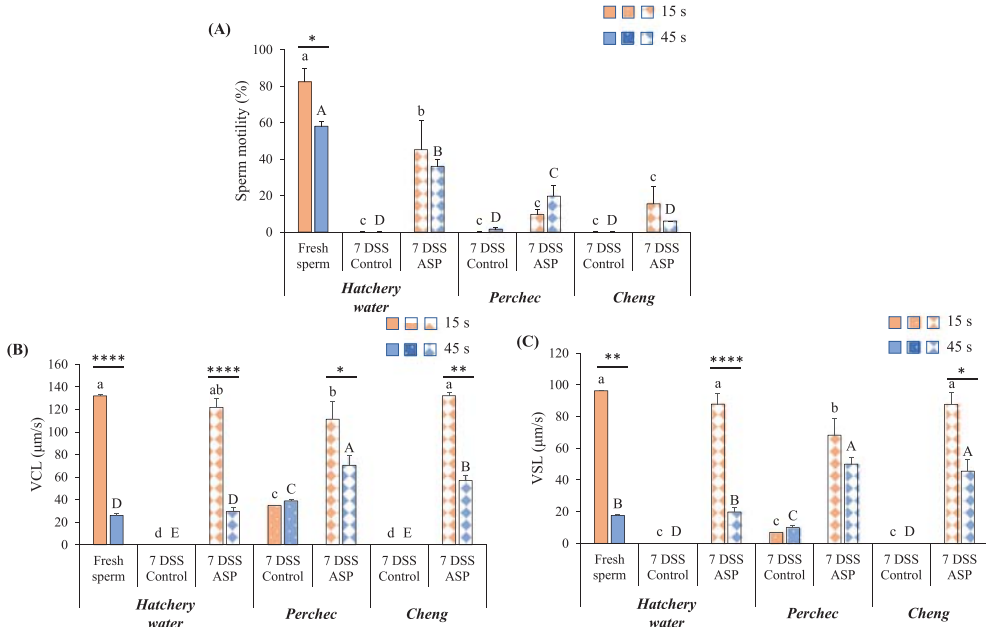 (A)
15 s
45 s
Sperm motility (%)
100
80
60
40
20
0
*
a
A
c D
b
B
c
D
c
C
c D
c
D
Fresh sperm
7 DSS Control
7 DSS ASP
7 DSS Control
7 DSS ASP
7 DSS Control
7 DSS ASP
Hatchery water
Perchec
Cheng
(B)
15 s
45 s
VCL (µm/s)
160
140
120
100
80
60
40
20
0
****
a
D
d E
****
ab
D
c
C
*
b
A
d E
**
a
B
Fresh sperm
7 DSS Control
7 DSS ASP
7 DSS Control
7 DSS ASP
7 DSS Control
7 DSS ASP
Hatchery water
Perchec
Cheng
(C)
15 s
45 s
VSL (µm/s)
120
100
80
60
40
20
0
**
a
B
c D
****
a
B
c
C
b
A
c D
*
a
A
Fresh sperm
7 DSS Control
7 DSS ASP
7 DSS Control
7 DSS ASP
7 DSS Control
7 DSS ASP
Hatchery water
Perchec
Cheng